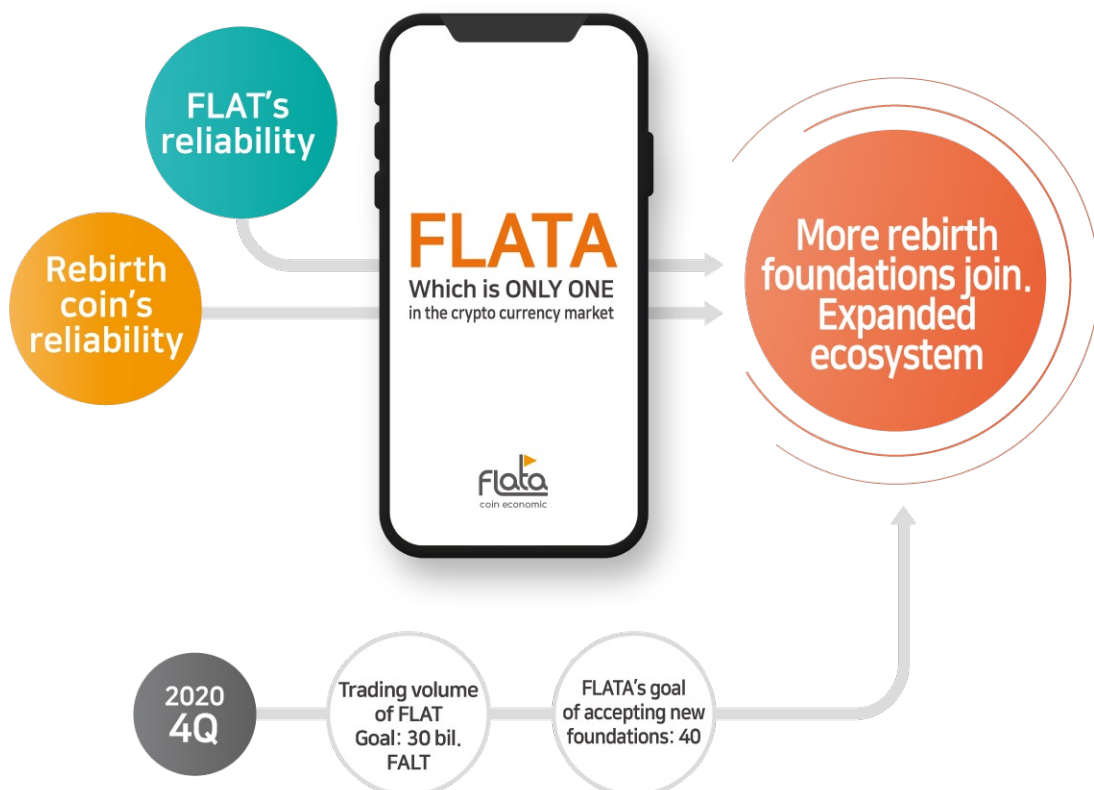 FLAT's
reliability
Rebirth
coin's
reliability
FLATA
Which is ONLY ONE
in the crypto currency market
Flata
coin economic
More rebirth
foundations join.
Expanded
ecosystem
2020
4Q
Trading volume
of FLAT
Goal: 30 bil.
FALT
FLATA's goal
of accepting new
foundations: 40